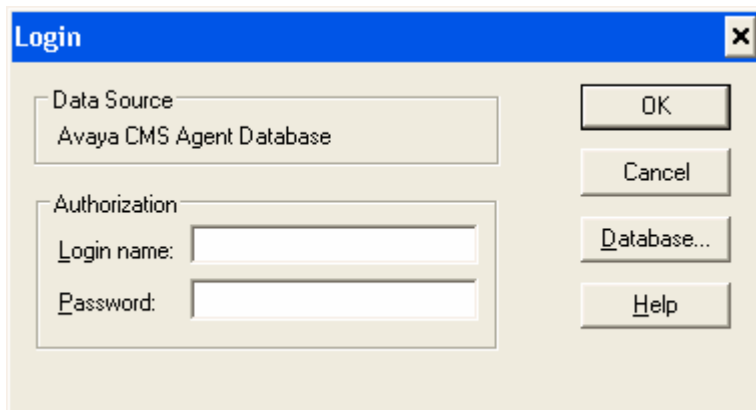 Login
Data Source
Avaya CMS Agent Database
Authorization
Login name:
Password:
OK
Cancel
Database...
Help